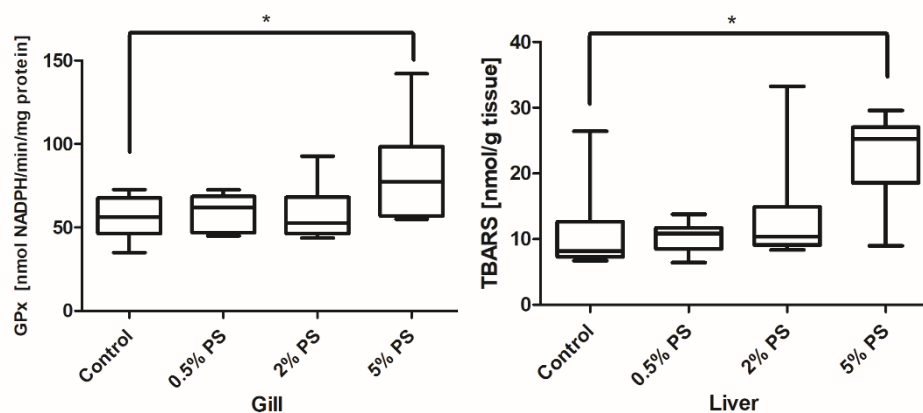 *
GPx [nmol NADPH/min/mg protein]
150
100
50
0
Control
0.5% PS
2% PS
5% PS
Gill
*
TBARS [nmol/g tissue]
40
30
20
10
0
Control
0.5% PS
2% PS
5% PS
Liver